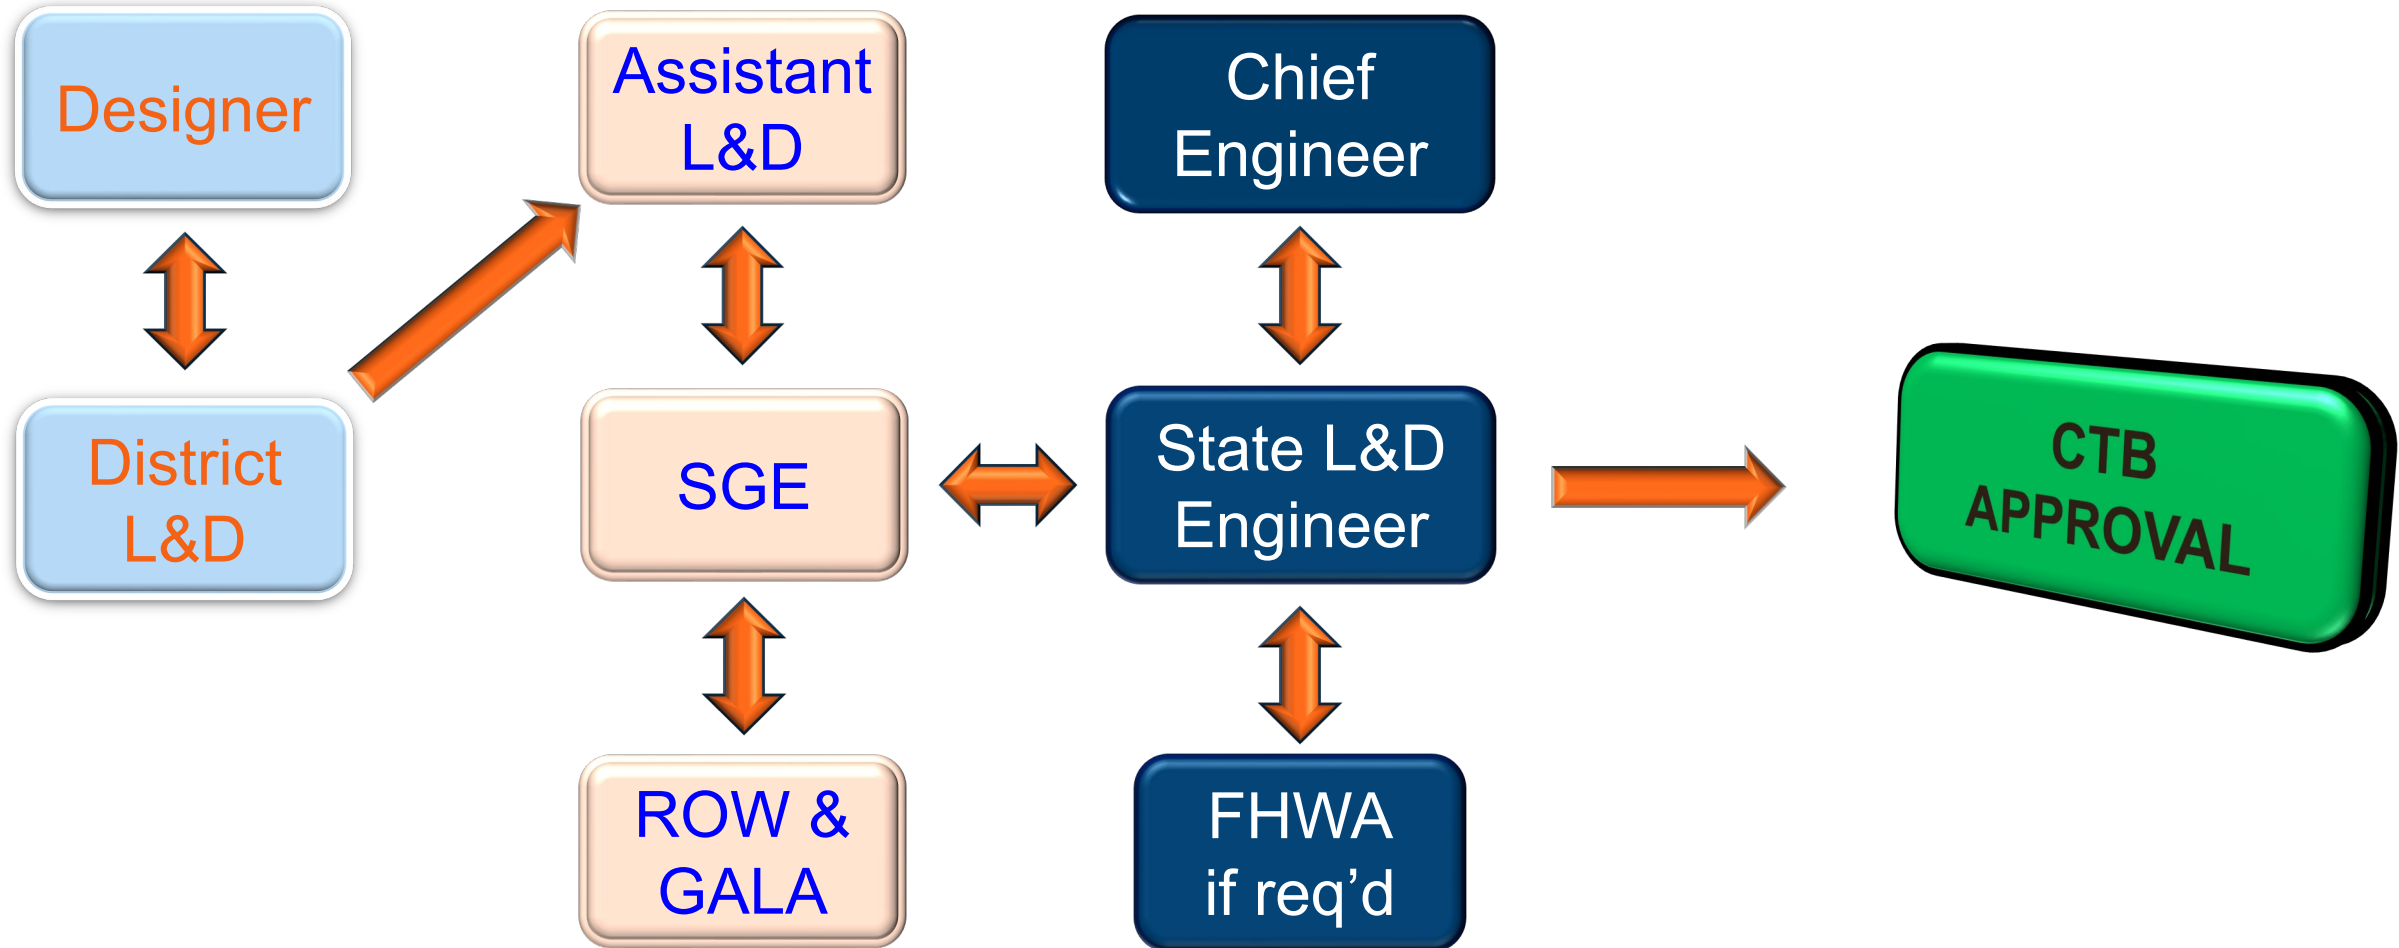 Designer
District
L&D
Assistant
L&D
SGE
ROW &
GALA
Chief
Engineer
State L&D
Engineer
FHWA
if req’d
CTB
APPROVAL